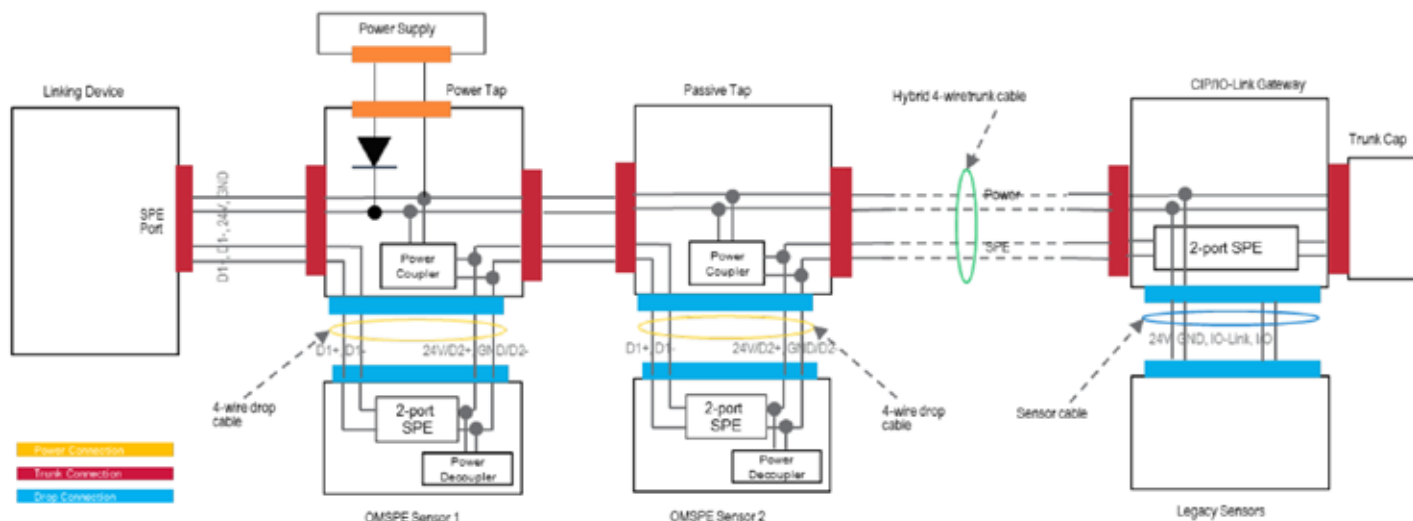 Power Supply
Linking Device
Power Tap
Passive Tap
Hybrid 4-wiretrunk cable
CIP/IO-Link Gateway
Trunk Cap
SPE
Port
D1-, D1-, 24V, GND
Power
SPE
Power
Coupler
Power
Coupler
2-port SPE
D1+, D1-
24V/D2+, GND/D2-
D1+, D1-
24V/D2+, GND/D2-
24V, GND, IO-Link, I/O
4-wire drop
cable
2-port
SPE
Power
Decoupler
2-port
SPE
Power
Decoupler
4-wire drop
cable
Sensor cable
Power Connection
Trunk Connection
Drop Connection
OMSPE Sensor 1
OMSPE Sensor 2
Legacy Sensors